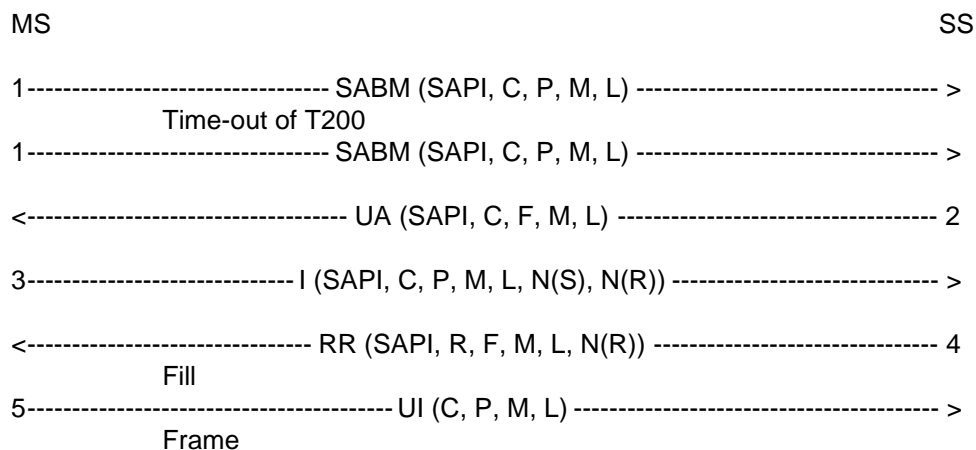 MS SS
1---------------------------------- SABM (SAPI, C, P, M, L) ---------------------------------- >
Time-out of T200
1---------------------------------- SABM (SAPI, C, P, M, L) ---------------------------------- >
<------------------------------------ UA (SAPI, C, F, M, L) ------------------------------------ 2
3------------------------------ I (SAPI, C, P, M, L, N(S), N(R)) ------------------------------ >
<-------------------------------- RR (SAPI, R, F, M, L, N(R)) -------------------------------- 4
Fill
5----------------------------------------- UI (C, P, M, L) ----------------------------------------- >
Frame